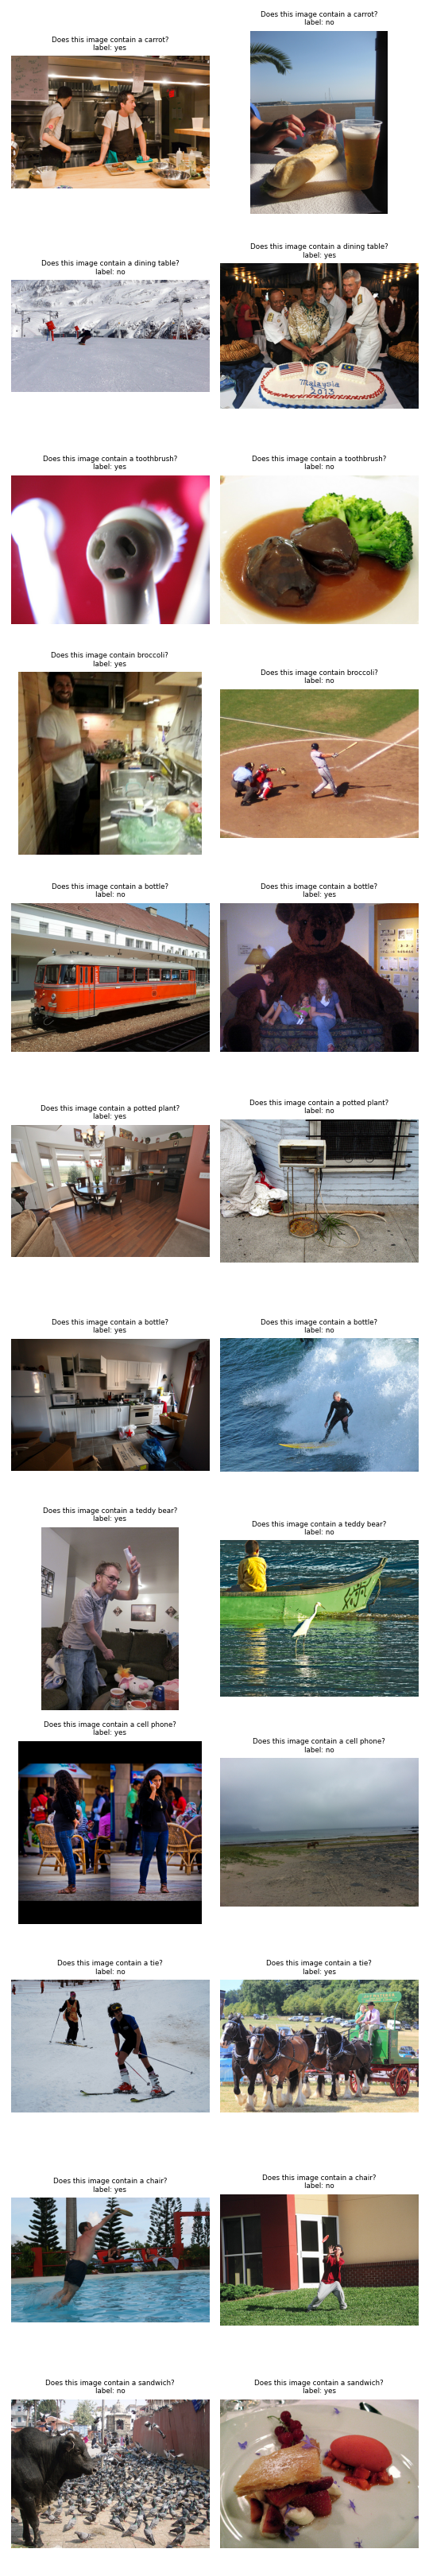 Does this image contain a carrot?
label: yes
Does this image contain a carrot?
label: no
Does this image contain a dining table?
label: no
Does this image contain a dining table?
label: yes
Malaysia
2013
Does this image contain a toothbrush?
label: yes
Does this image contain a toothbrush?
label: no
Does this image contain broccoli?
label: yes
Does this image contain broccoli?
label: no
Does this image contain a bottle?
label: no
Does this image contain a bottle?
label: yes
Does this image contain a potted plant?
label: yes
Does this image contain a potted plant?
label: no
Does this image contain a bottle?
label: yes
Does this image contain a bottle?
label: no
Does this image contain a teddy bear?
label: yes
Does this image contain a teddy bear?
label: no
Does this image contain a cell phone?
label: yes
Does this image contain a cell phone?
label: no
Does this image contain a tie?
label: no
Does this image contain a tie?
label: yes
Does this image contain a chair?
label: yes
Does this image contain a chair?
label: no
Does this image contain a sandwich?
label: no
Does this image contain a sandwich?
label: yes